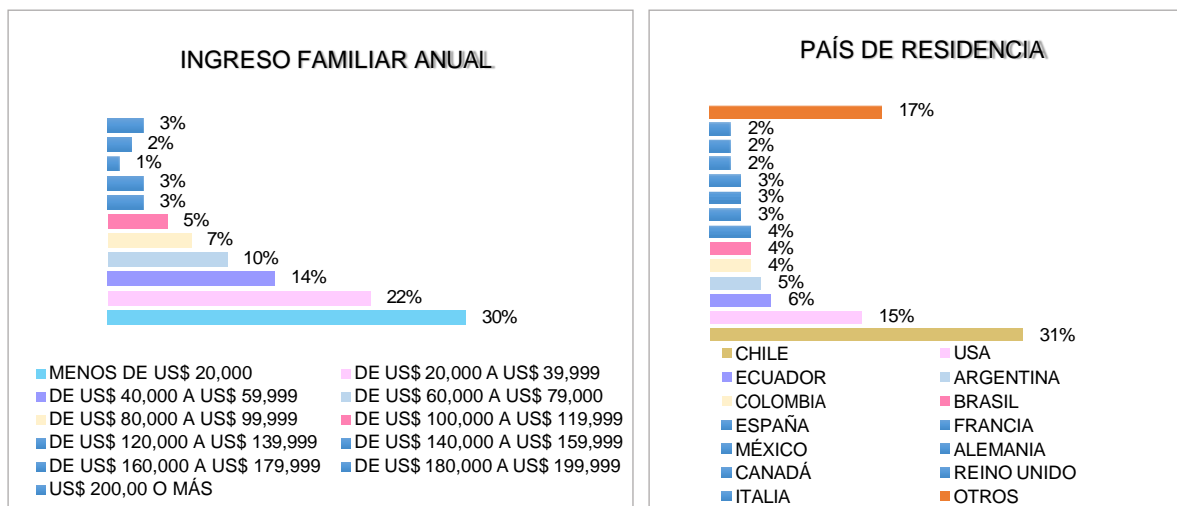 INGRESO FAMILIAR ANUAL
3%
2%
1%
3%
3%
5%
7%
10%
14%
22%
30%
MENOS DE US$ 20,000
DE US$ 20,000 A US$ 39,999
DE US$ 40,000 A US$ 59,999
DE US$ 60,000 A US$ 79,000
DE US$ 80,000 A US$ 99,999
DE US$ 100,000 A US$ 119,999
DE US$ 120,000 A US$ 139,999
DE US$ 140,000 A US$ 159,999
DE US$ 160,000 A US$ 179,999
DE US$ 180,000 A US$ 199,999
US$ 200,00 O MÁS
PAÍS DE RESIDENCIA
17%
2%
2%
2%
3%
3%
3%
4%
4%
4%
5%
6%
15%
31%
CHILE
USA
ECUADOR
ARGENTINA
COLOMBIA
BRASIL
ESPAÑA
FRANCIA
MÉXICO
ALEMANIA
CANADÁ
REINO UNIDO
ITALIA
OTROS